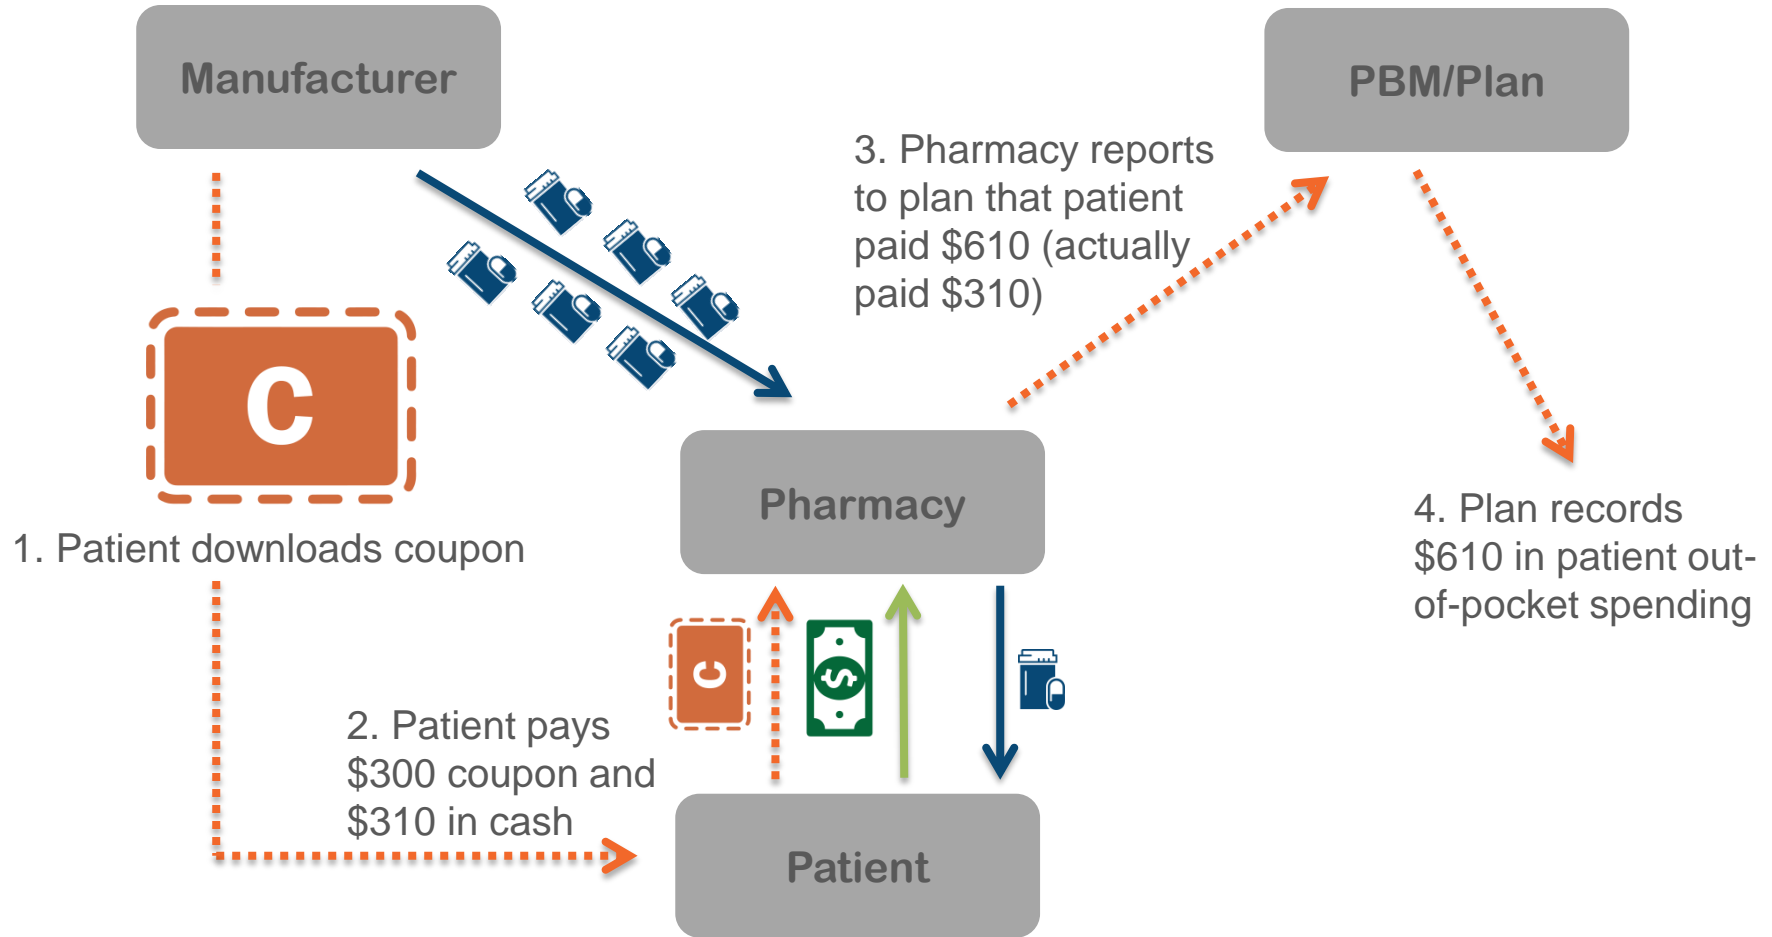 Manufacturer
PBM/Plan
3. Pharmacy reports
to plan that patient
paid $610 (actually
paid $310)
C
1. Patient downloads coupon
Pharmacy
4. Plan records
$610 in patient out-
of-pocket spending
C
$
2. Patient pays
$300 coupon and
$310 in cash
Patient